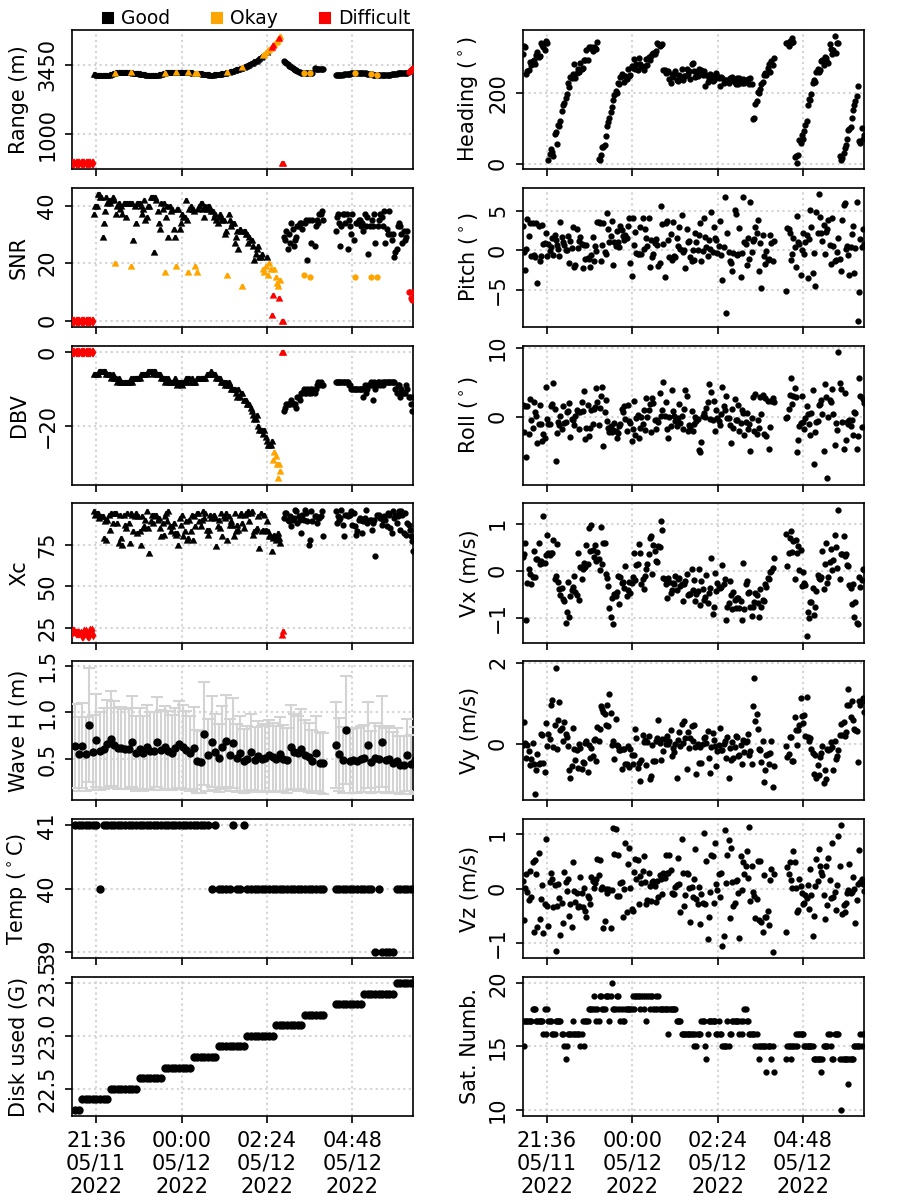 Good Okay Difficult
Range (m)
3450
1000
Heading (°)
200
0
SNR
40
20
0
Pitch (°)
5
0
−5
DBV
0
−20
Roll (°)
10
0
Xc
75
50
25
Vx (m/s)
1
0
−1
Wave H (m)
1.5
1.0
0.5
Vy (m/s)
2
0
Temp (°C)
41
40
39
Vz (m/s)
1
0
−1
Disk used (G)
23.5
23.0
22.5
Sat. Numb.
20
15
10
21:36 00:00 02:24 04:48
05/11 05/12 05/12 05/12
2022 2022 2022 2022
21:36 00:00 02:24 04:48
05/11 05/12 05/12 05/12
2022 2022 2022 2022